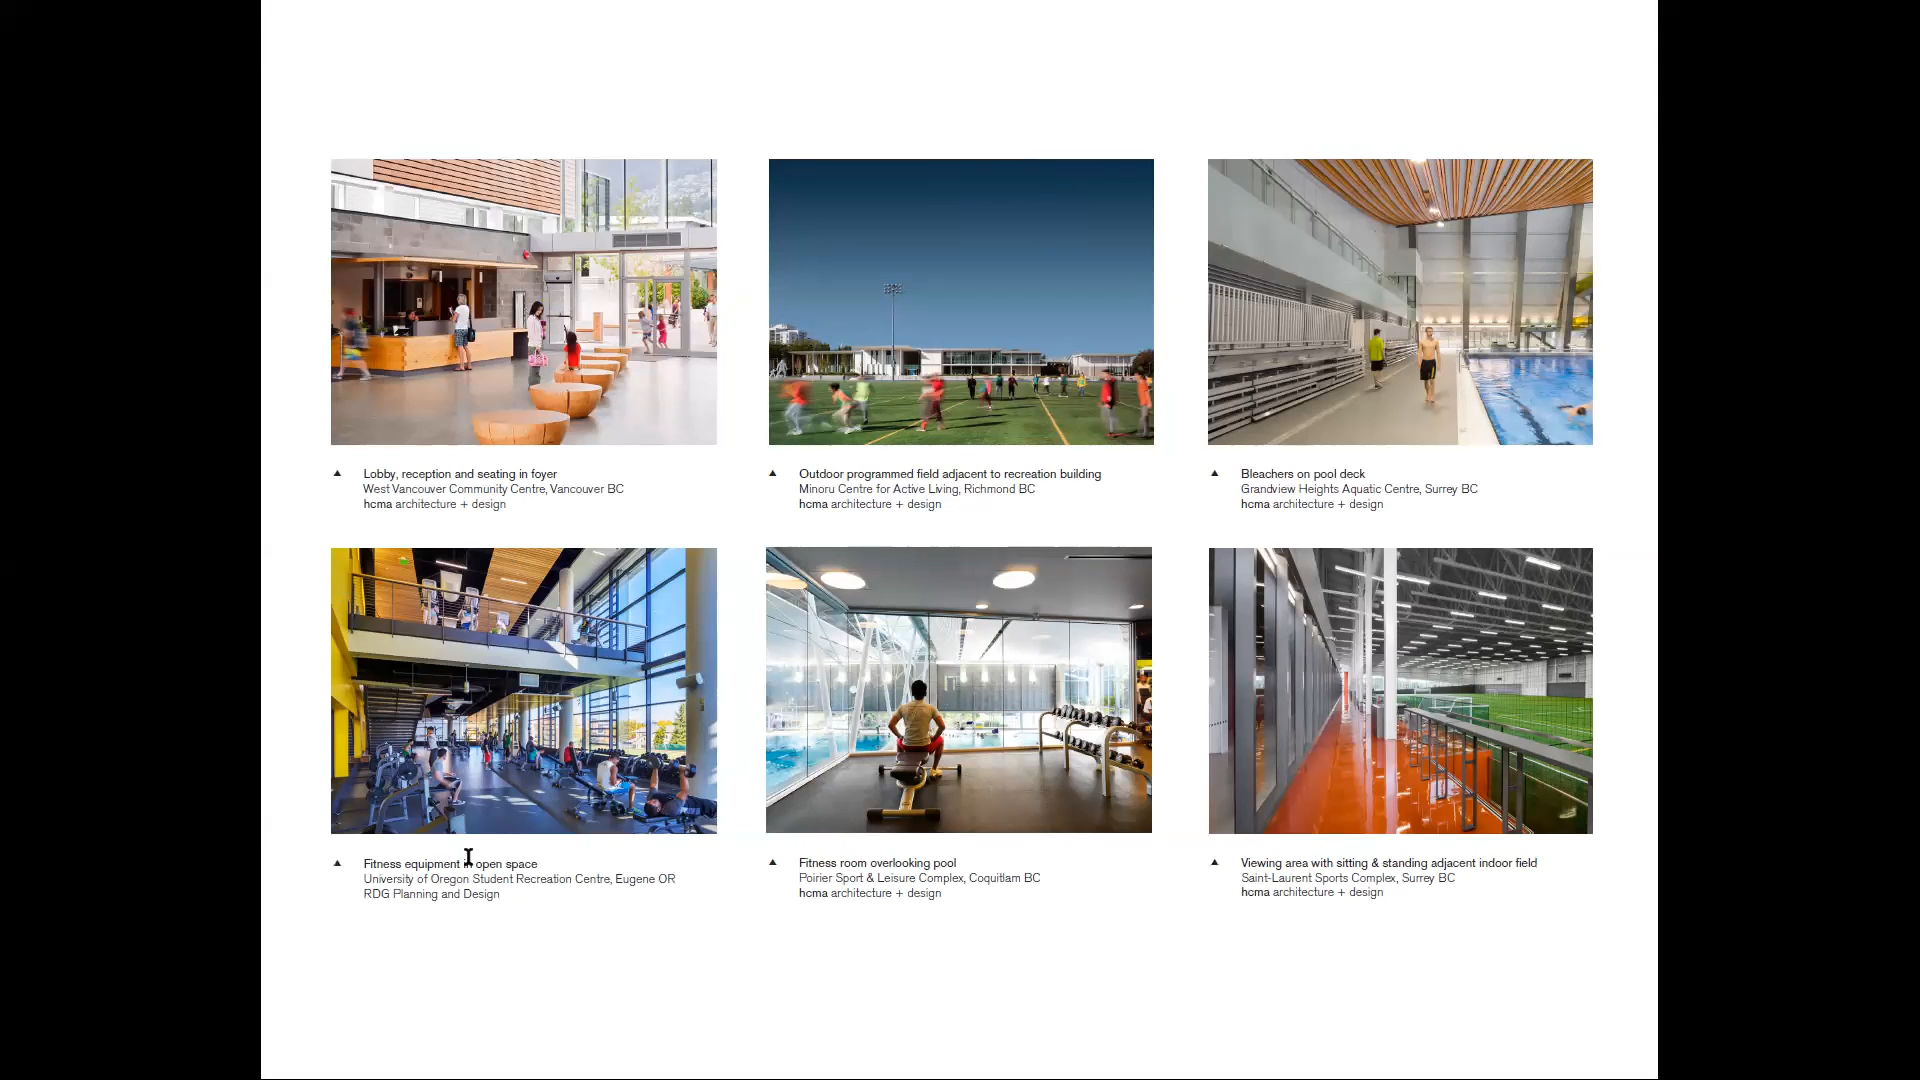 Lobby, reception and seating in foyer
West Vancouver Community Centre, Vancouver BC
hcma architecture + design
Outdoor programmed field adjacent to recreation building
Minoru Centre for Active Living, Richmond BC
hcma architecture + design
Bleachers on pool deck
Grandview Heights Aquatic Centre, Surrey BC
hcma architecture + design
Fitness equipment in open space
University of Oregon Student Recreation Centre, Eugene OR
RDG Planning and Design
Fitness room overlooking pool
Poirier Sport & Leisure Complex, Coquitlam BC
hcma architecture + design
Viewing area with sitting & standing adjacent indoor field
Saint-Laurent Sports Complex, Surrey BC
hcma architecture + design